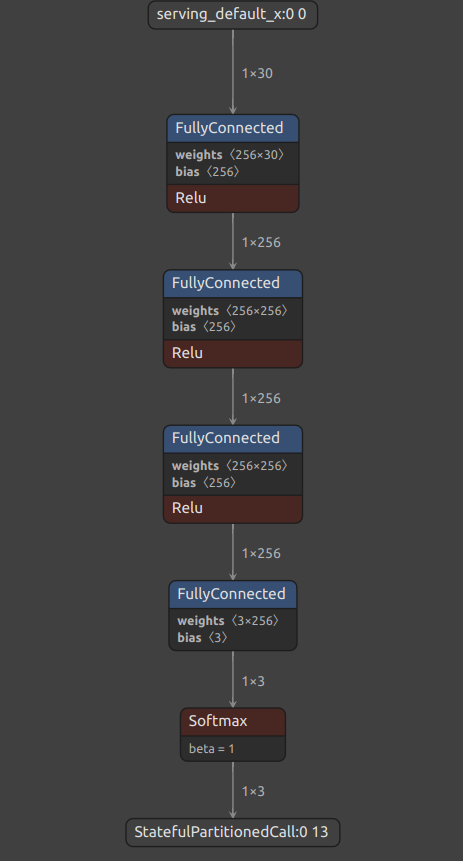 serving_default_x:0 0
1×30
FullyConnected
weights 〈256×30〉
bias 〈256〉
Relu
1×256
FullyConnected
weights 〈256×256〉
bias 〈256〉
Relu
1×256
FullyConnected
weights 〈256×256〉
bias 〈256〉
Relu
1×256
FullyConnected
weights 〈3×256〉
bias 〈3〉
1×3
Softmax
beta = 1
1×3
StatefulPartitionedCall:0 13